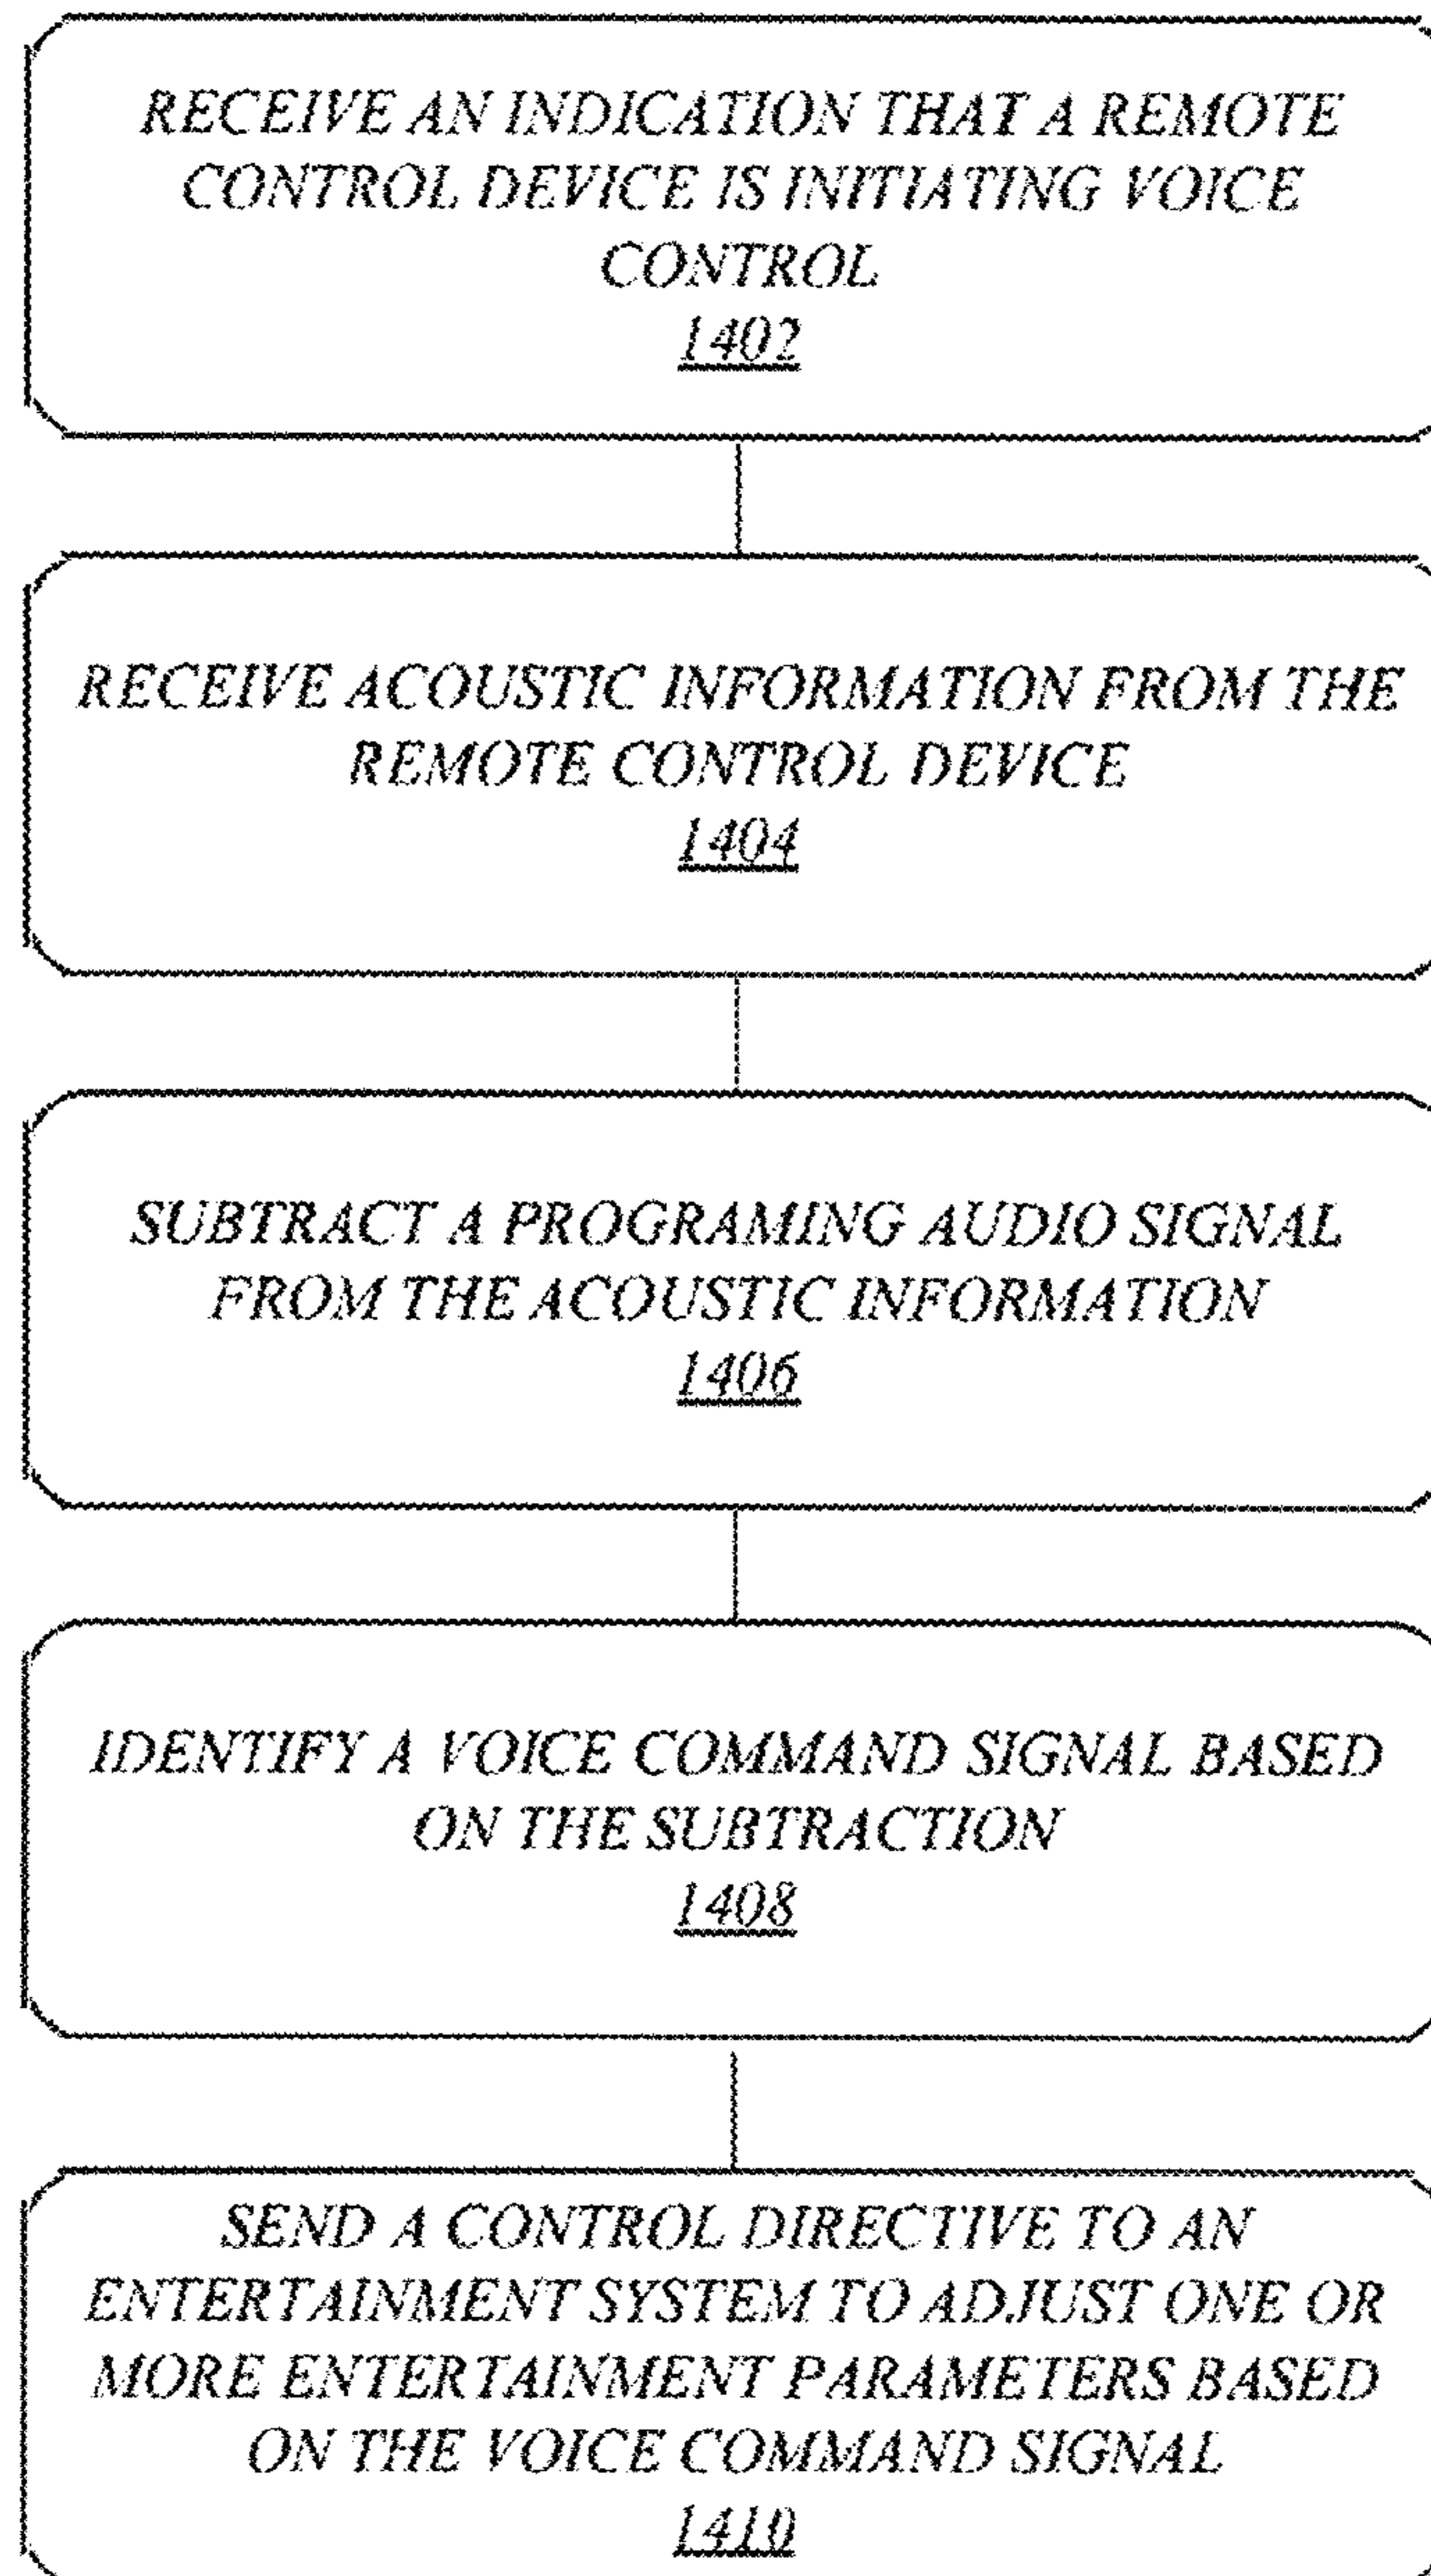 RECEIVE AN INDICATION THAT A REMOTE
CONTROL DEVICE IS INITIATING VOICE
CONTROL
1402
RECEIVE ACOUSTIC INFORMATION FROM THE
REMOTE CONTROL DEVICE
1404
SUBTRACT A PROGRAMING AUDIO SIGNAL
FROM THE ACOUSTIC INFORMATION
1406
IDENTIFY A VOICE COMMAND SIGNAL BASED
ON THE SUBTRACTION
1408
SEND A CONTROL DIRECTIVE TO AN
ENTERTAINMENT SYSTEM TO ADJUST ONE OR
MORE ENTERTAINMENT PARAMETERS BASED
ON THE VOICE COMMAND SIGNAL
1410